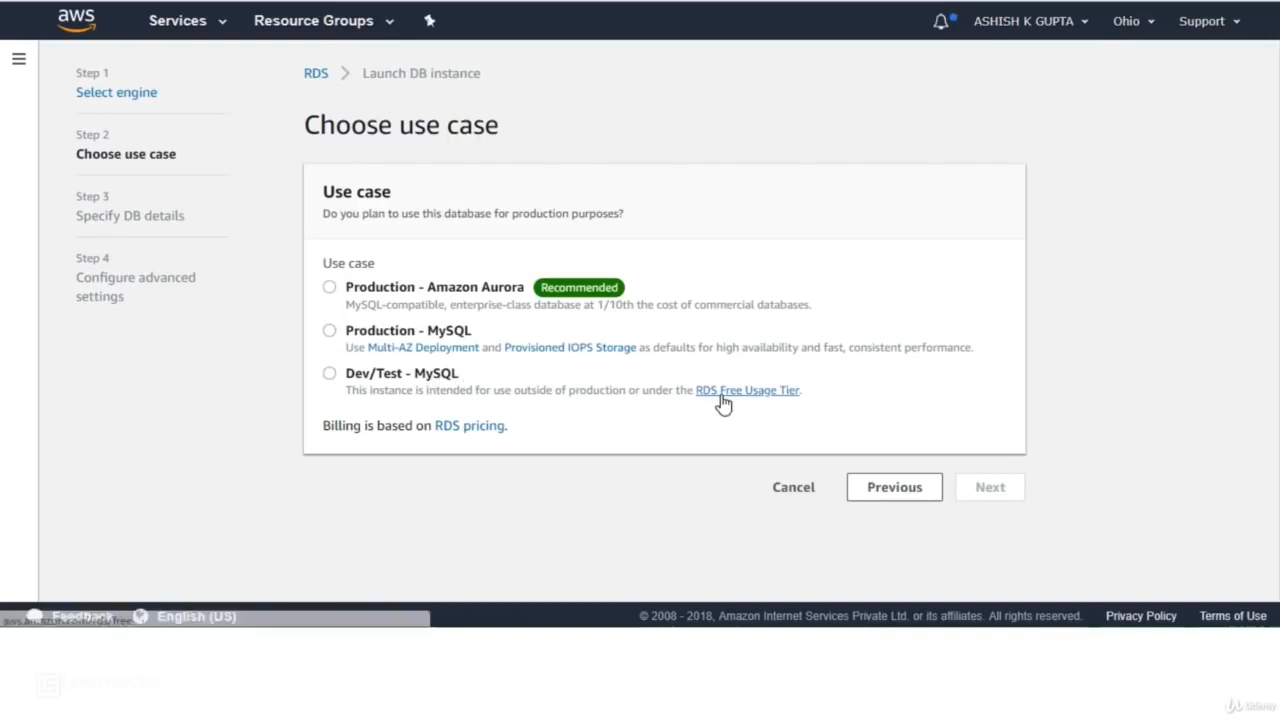 aws Services Resource Groups ASHISH K GUPTA Ohio Support
Step 1
Select engine
Step 2
Choose use case
Step 3
Specify DB details
Step 4
Configure advanced
settings
RDS Launch DB instance
Choose use case
Use case
Do you plan to use this database for production purposes?
Use case
Production - Amazon Aurora Recommended
MySQL-compatible, enterprise-class database at 1/10th the cost of commercial databases.
Production - MySQL
Use Multi-AZ Deployment and Provisioned IOPS Storage as defaults for high availability and fast, consistent performance.
Dev/Test - MySQL
This instance is intended for use outside of production or under the RDS Free Usage Tier.
Billing is based on RDS pricing.
Cancel Previous Next
Feedback English (US) © 2008 - 2018, Amazon Internet Services Private Ltd. or its affiliates. All rights reserved. Privacy Policy Terms of Use
Udemy